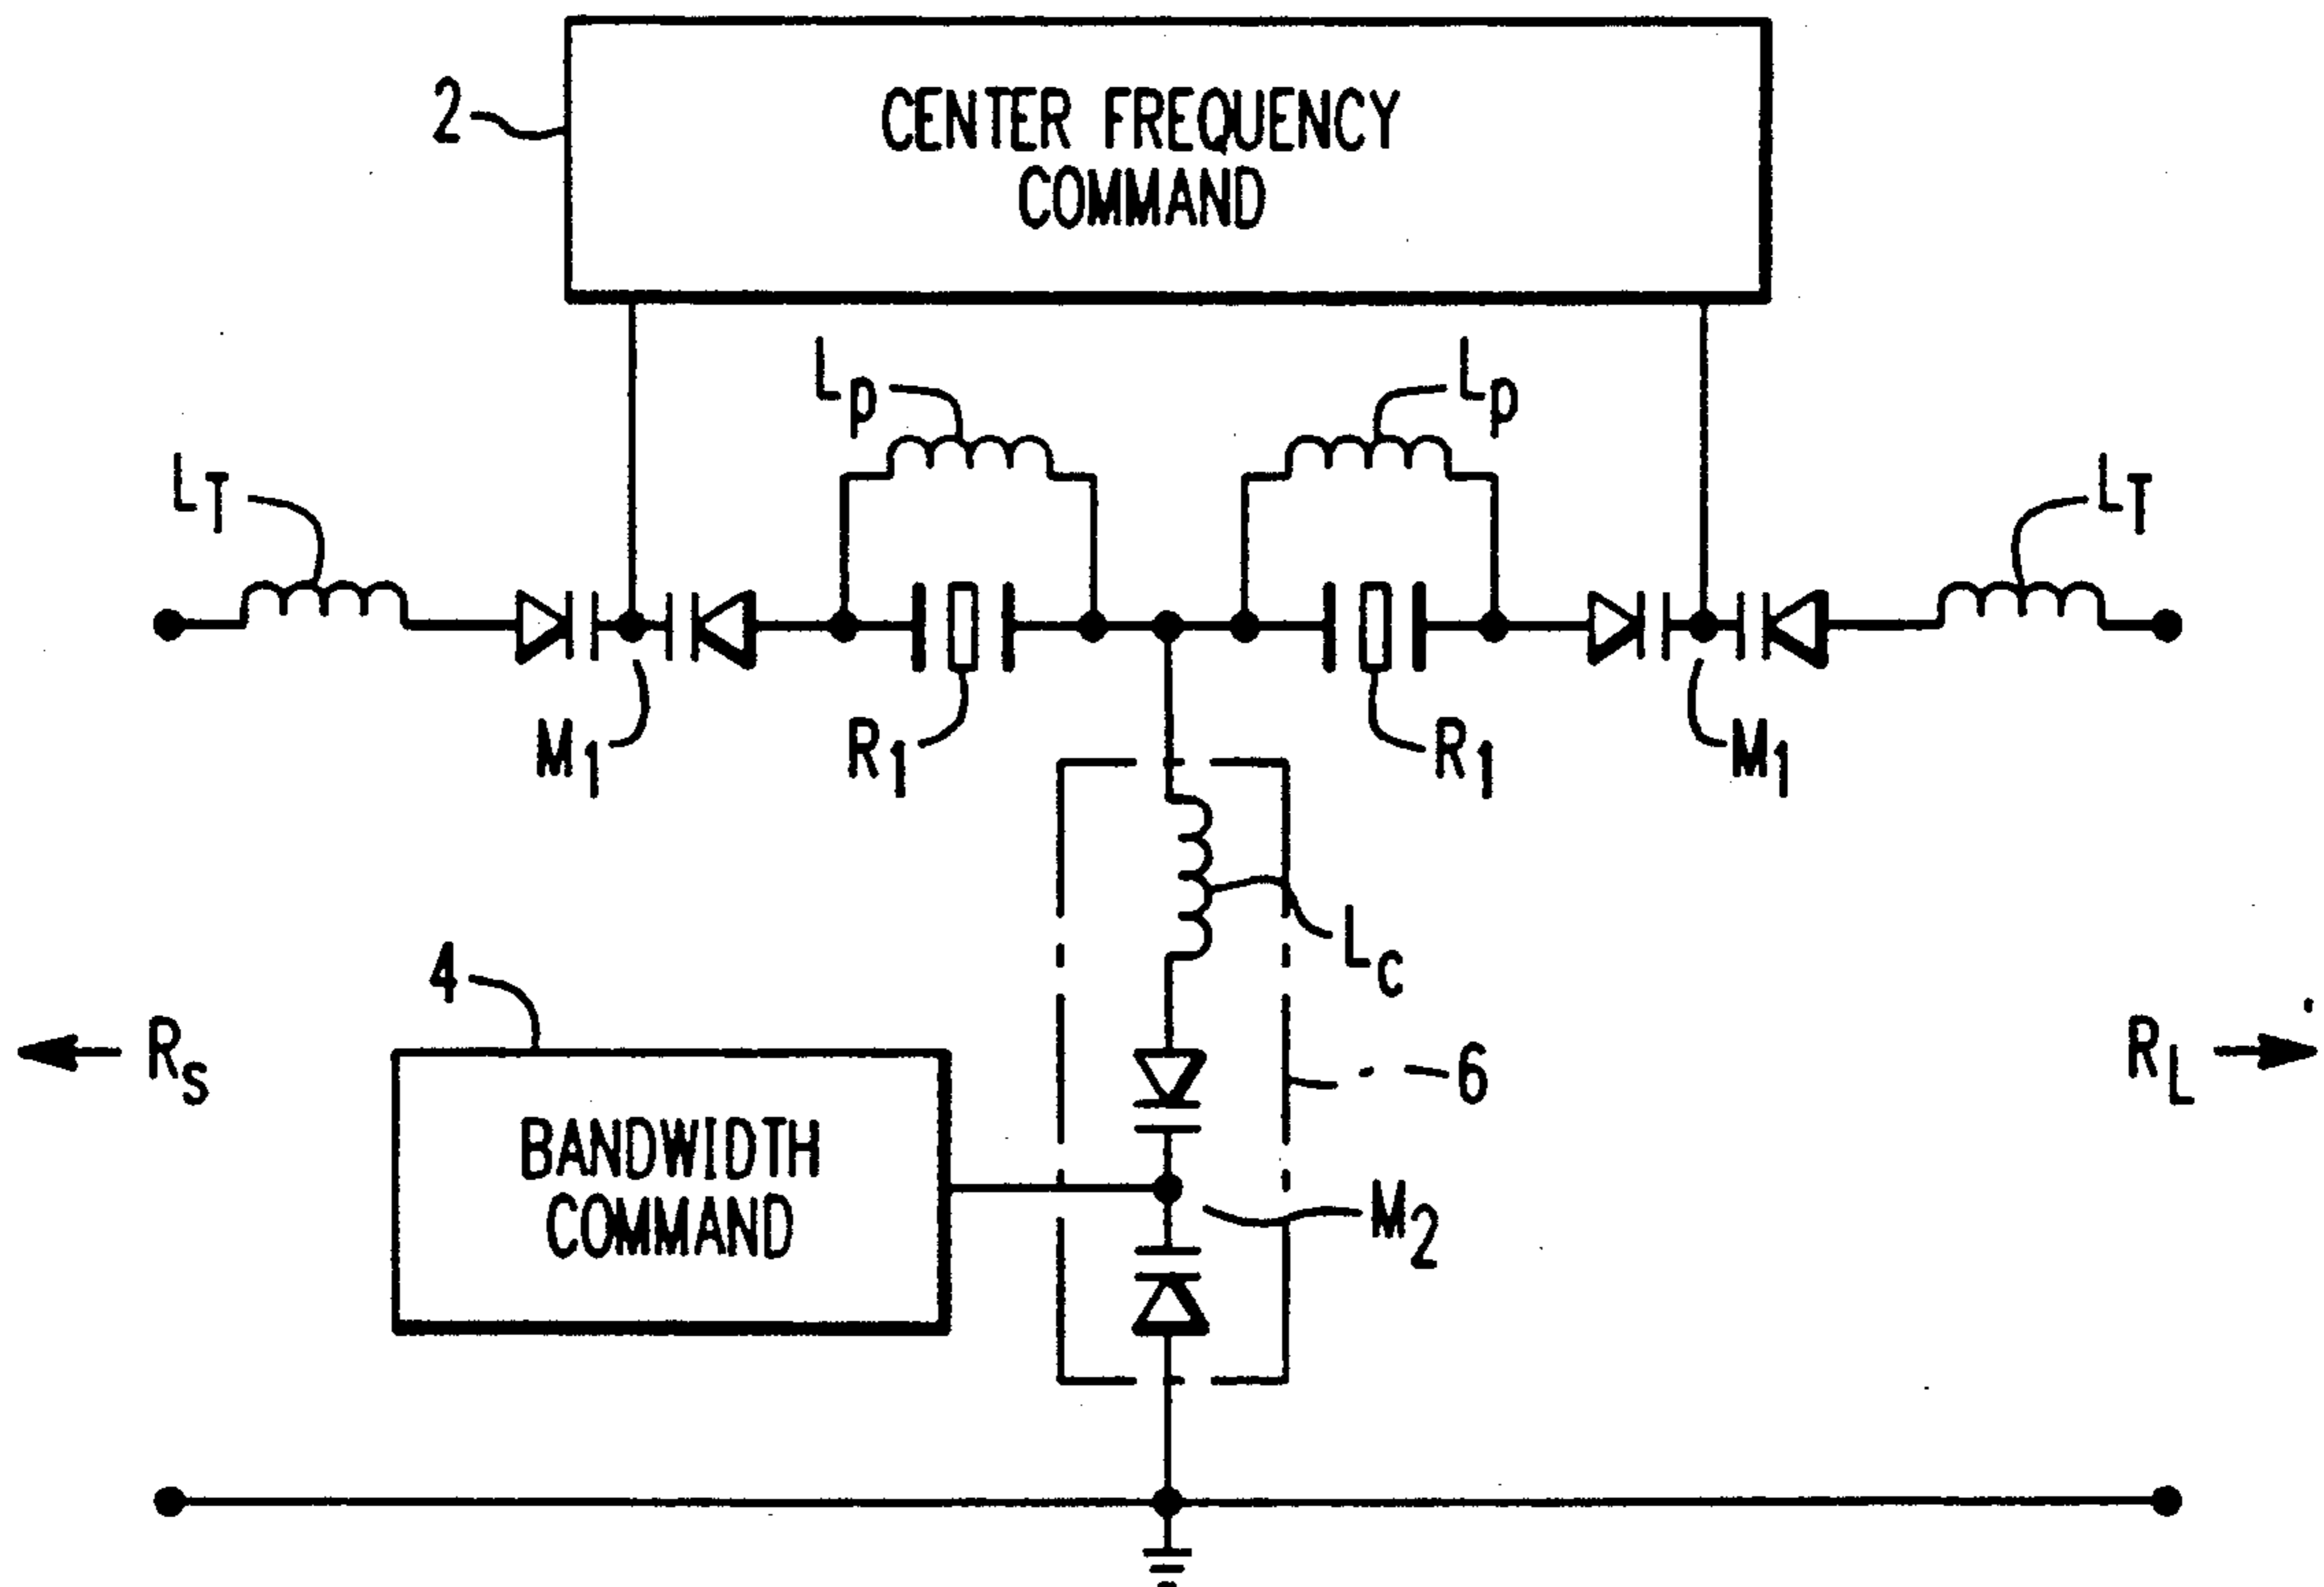 2
CENTER FREQUENCY
COMMAND
Lp Lp
LT LT
M1 R1 R1 M1
Lc
4
Rs RL
6
BANDWIDTH
COMMAND
M2